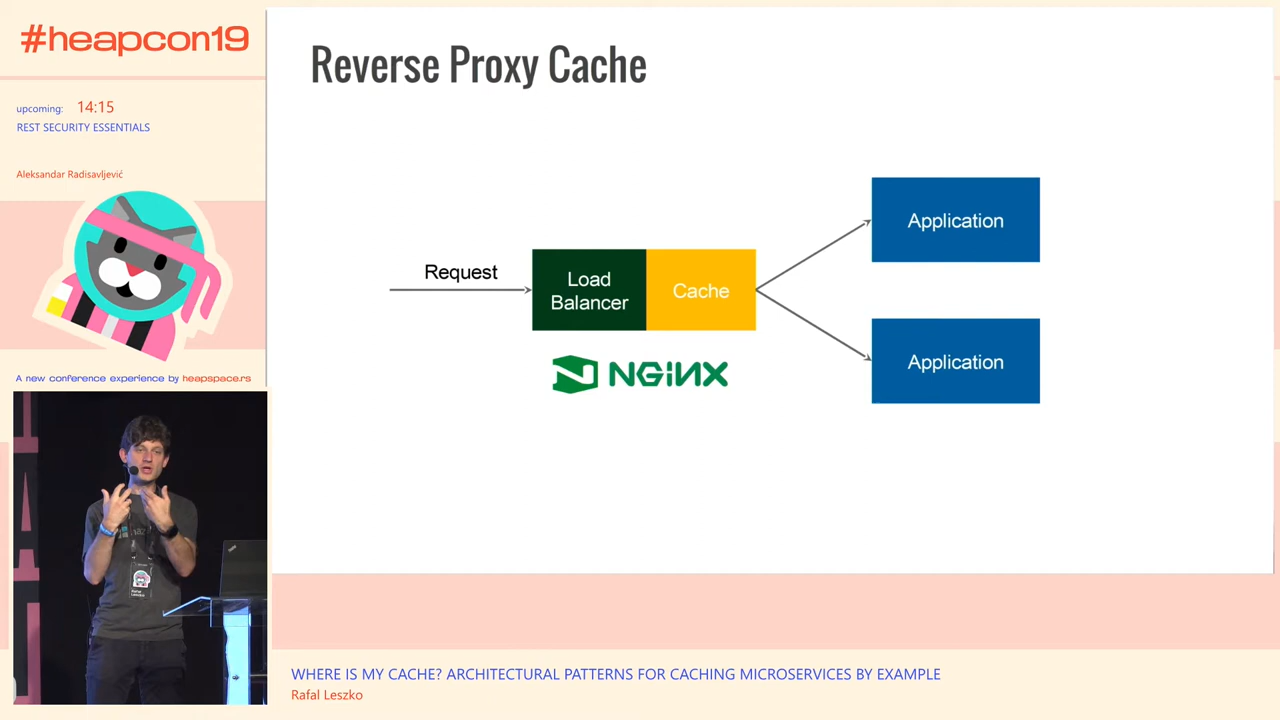 #heapcon19
upcoming: 14:15
REST SECURITY ESSENTIALS
Aleksandar Radisavljević
A new conference experience by heapspace.rs
Reverse Proxy Cache
Request
Load
Balancer
Cache
NGINX
Application
Application
WHERE IS MY CACHE? ARCHITECTURAL PATTERNS FOR CACHING MICROSERVICES BY EXAMPLE
Rafal Leszko